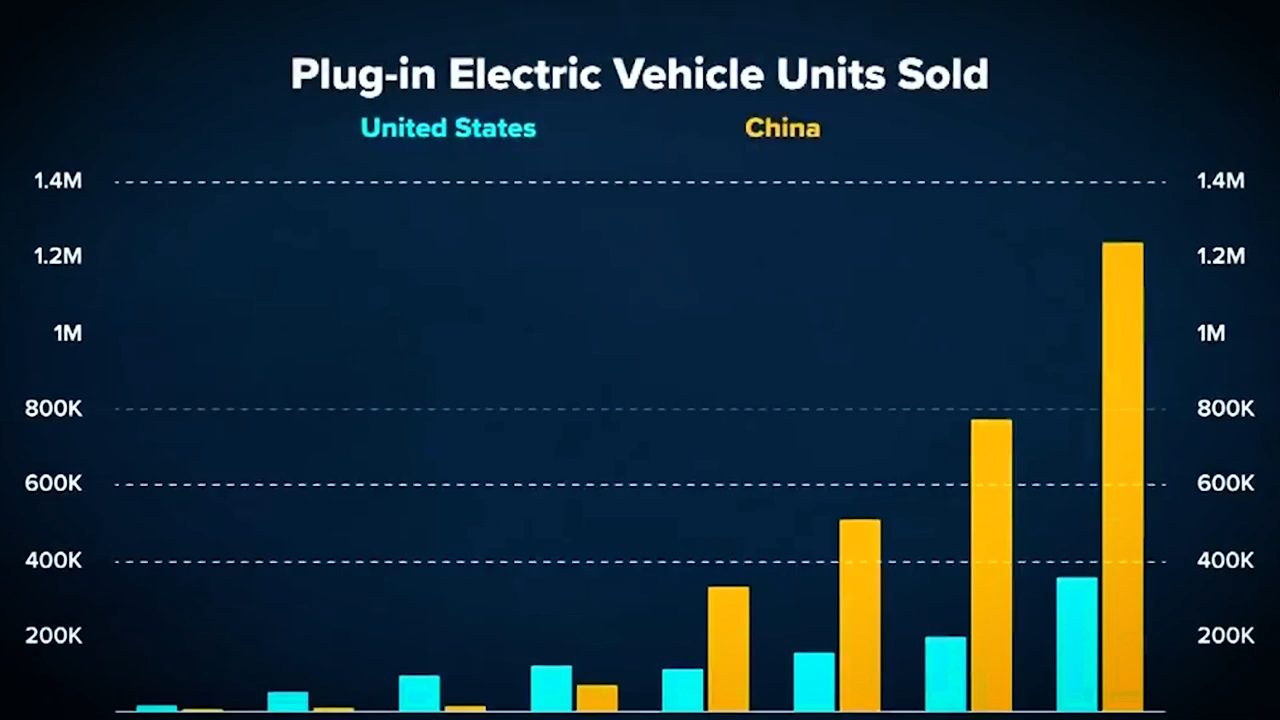 Plug-in Electric Vehicle Units Sold
United States China
1.4M 1.4M
1.2M 1.2M
1M 1M
800K 800K
600K 600K
400K 400K
200K 200K